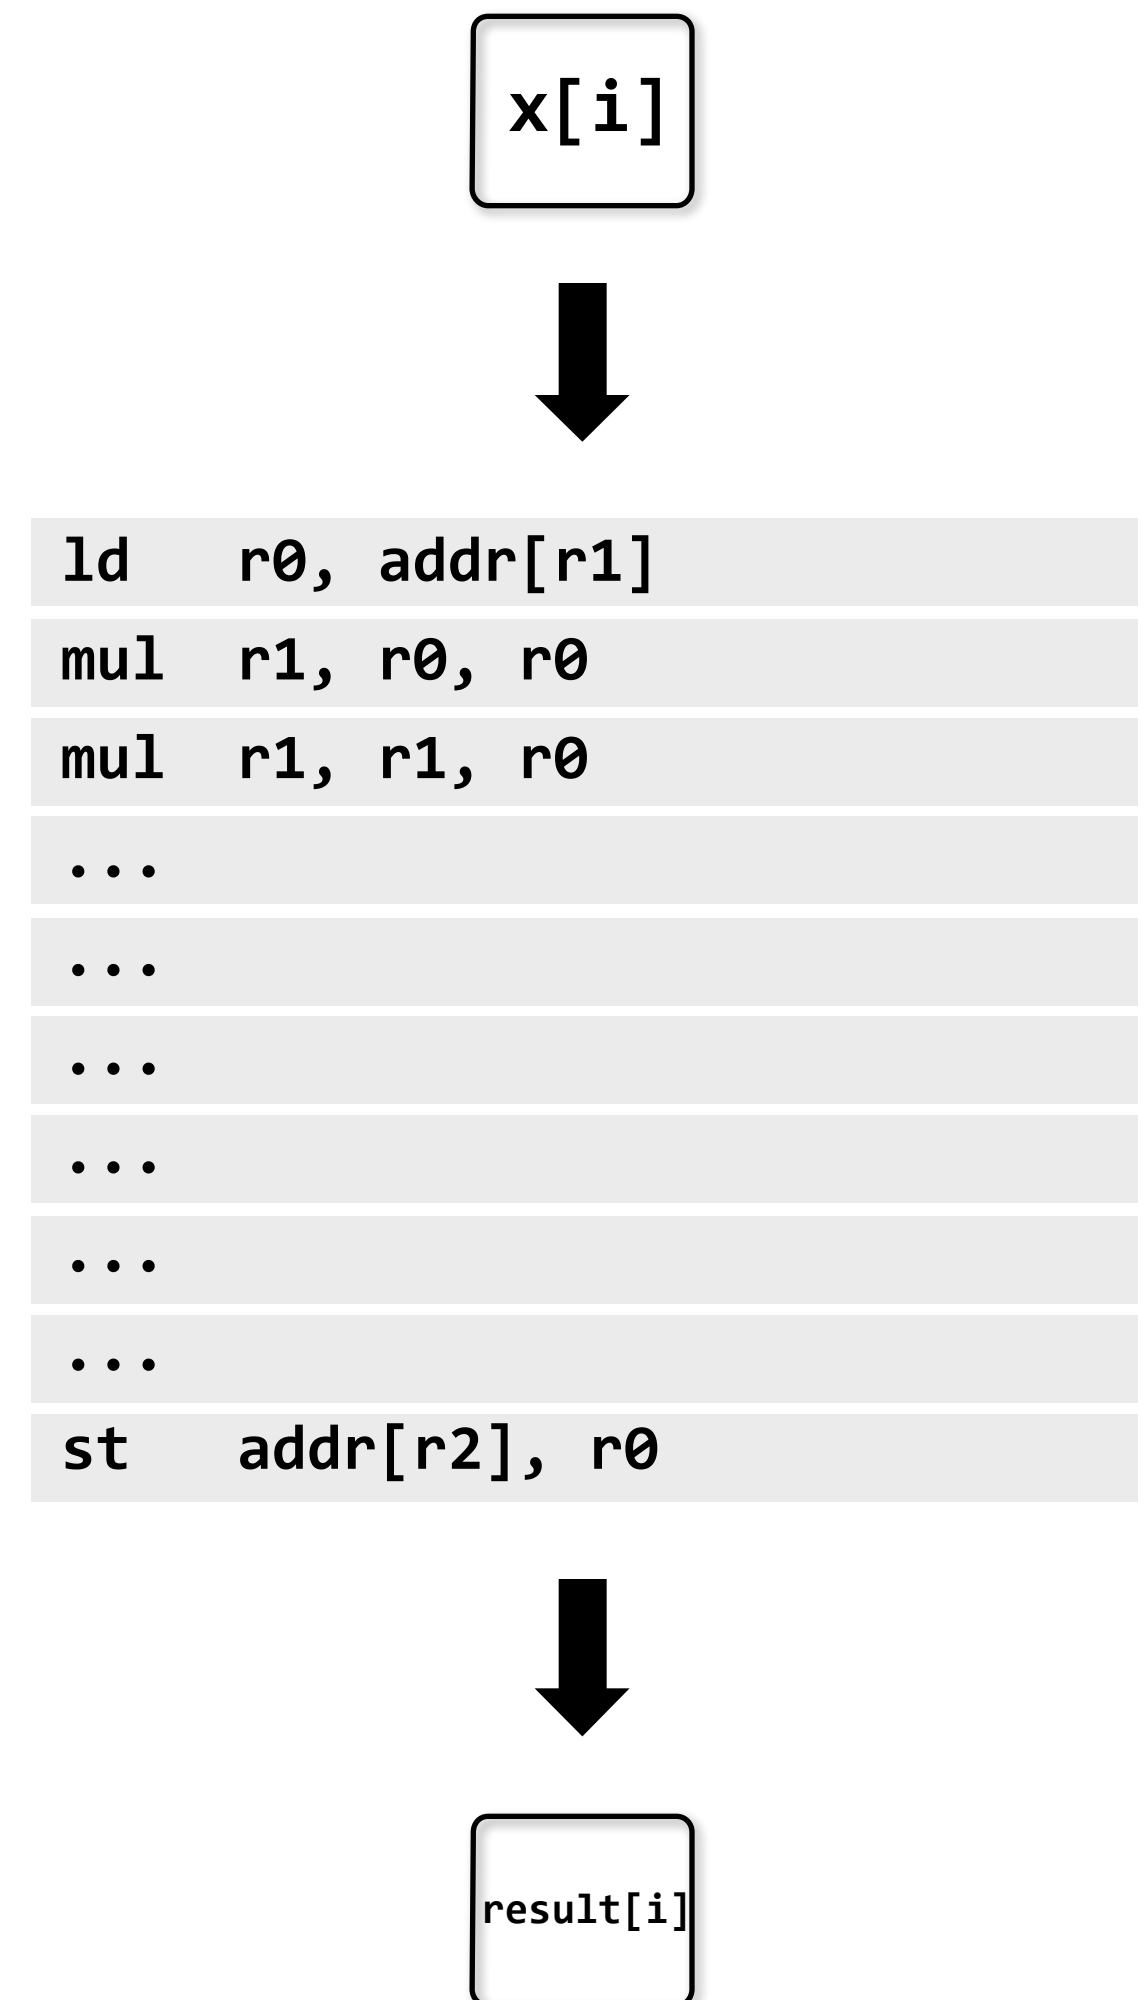 x[i]
ld   r0, addr[r1]
mul  r1, r0, r0
mul  r1, r1, r0
...
...
...
...
...
...
st   addr[r2], r0
result[i]